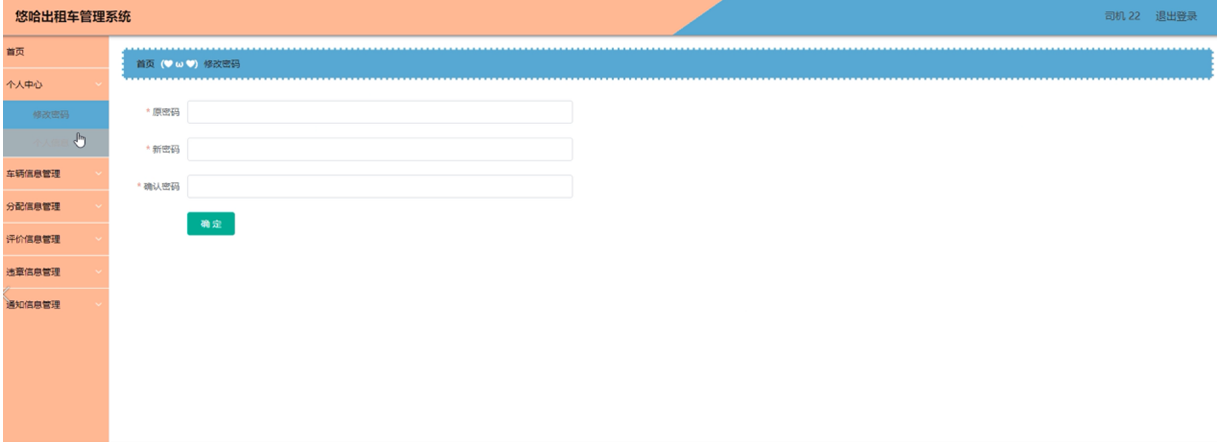 悠哈出租车管理系统
司机 22 退出登录
首页
个人中心
修改密码
车辆信息管理
分配信息管理
评价信息管理
违章信息管理
通知信息管理
首页 (♥ω♥) 修改密码
* 原密码
* 新密码
* 确认密码
确定